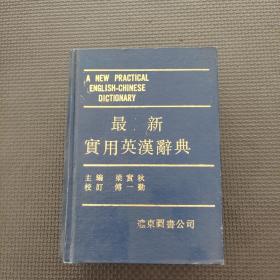 A NEW PRACTICAL
ENGLISH-CHINESE
DICTIONARY
最新
實用英漢辭典
主編 梁實秋
校訂 傅一勤
遠東圖書公司